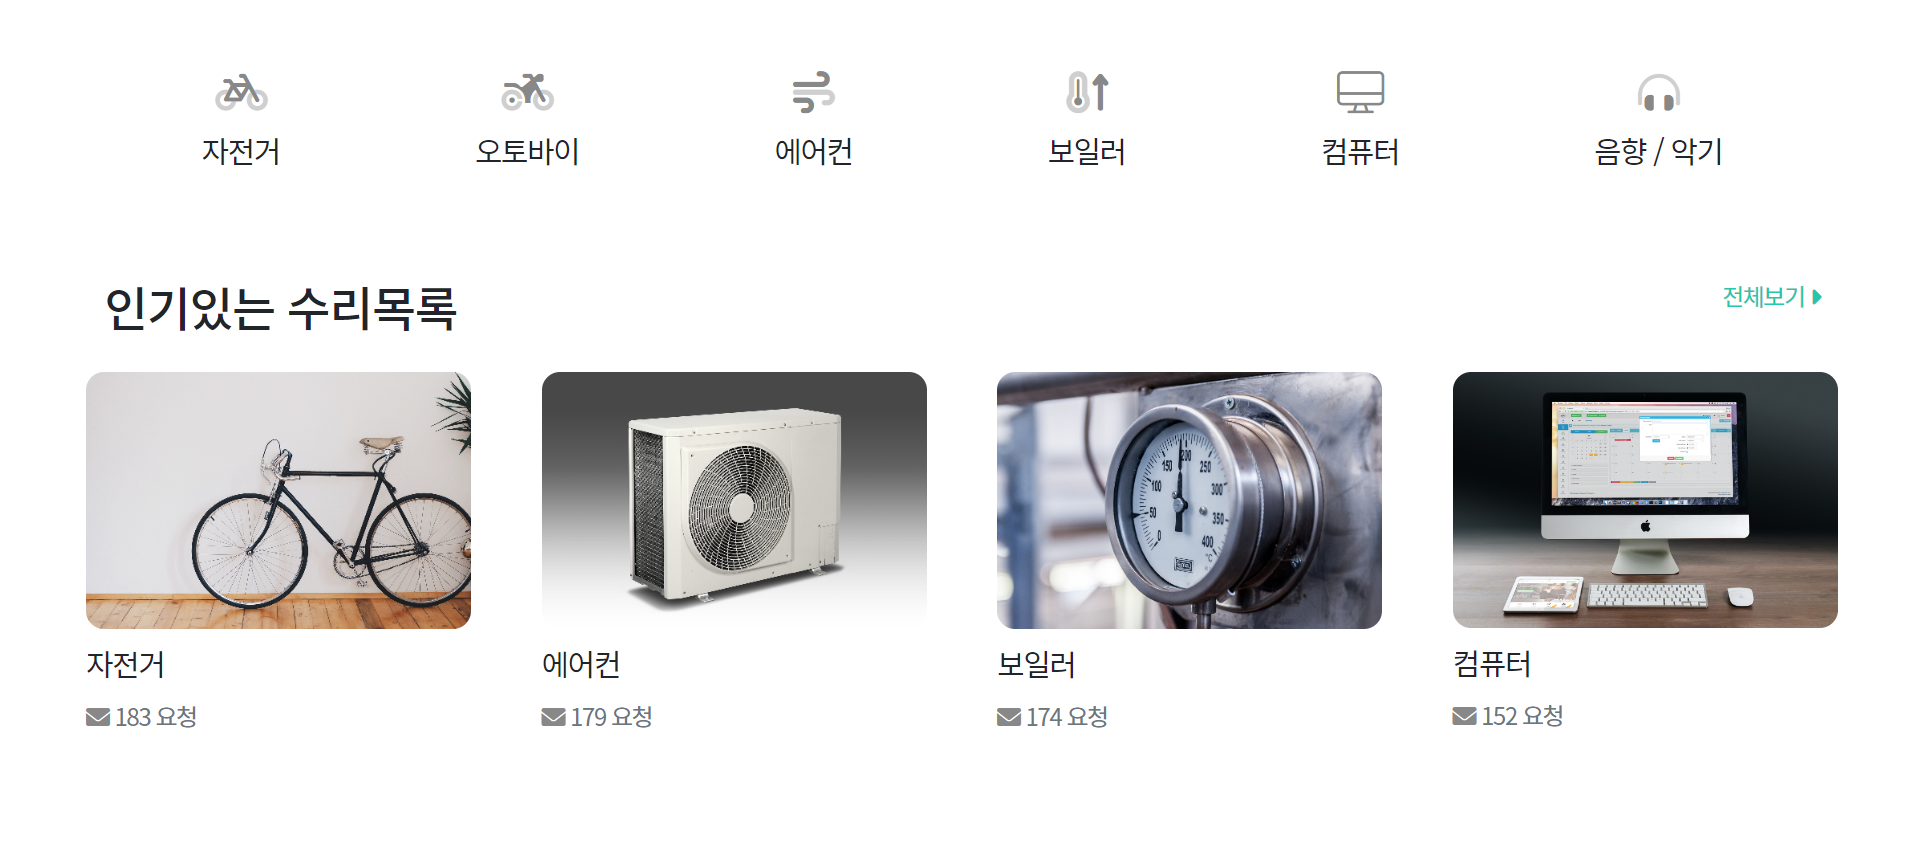 자전거
오토바이
에어컨
보일러
컴퓨터
음향 / 악기
인기있는 수리목록
전체보기
150
200
250
100
300
50
350
0
400
°C
자전거
에어컨
보일러
컴퓨터
183 요청
179 요청
174 요청
152 요청